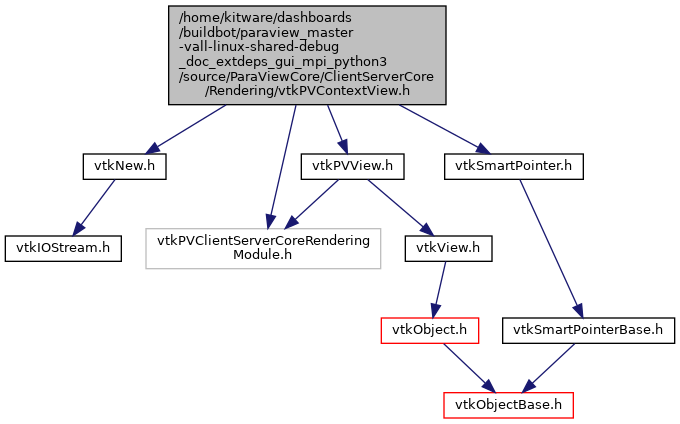 /home/kitware/dashboards
/buildbot/paraview_master
-vall-linux-shared-debug
_doc_extdeps_gui_mpi_python3
/source/ParaViewCore/ClientServerCore
/Rendering/vtkPVContextView.h
vtkNew.h
vtkPVView.h
vtkSmartPointer.h
vtkIOStream.h
vtkPVClientServerCoreRendering
Module.h
vtkView.h
vtkObject.h
vtkSmartPointerBase.h
vtkObjectBase.h